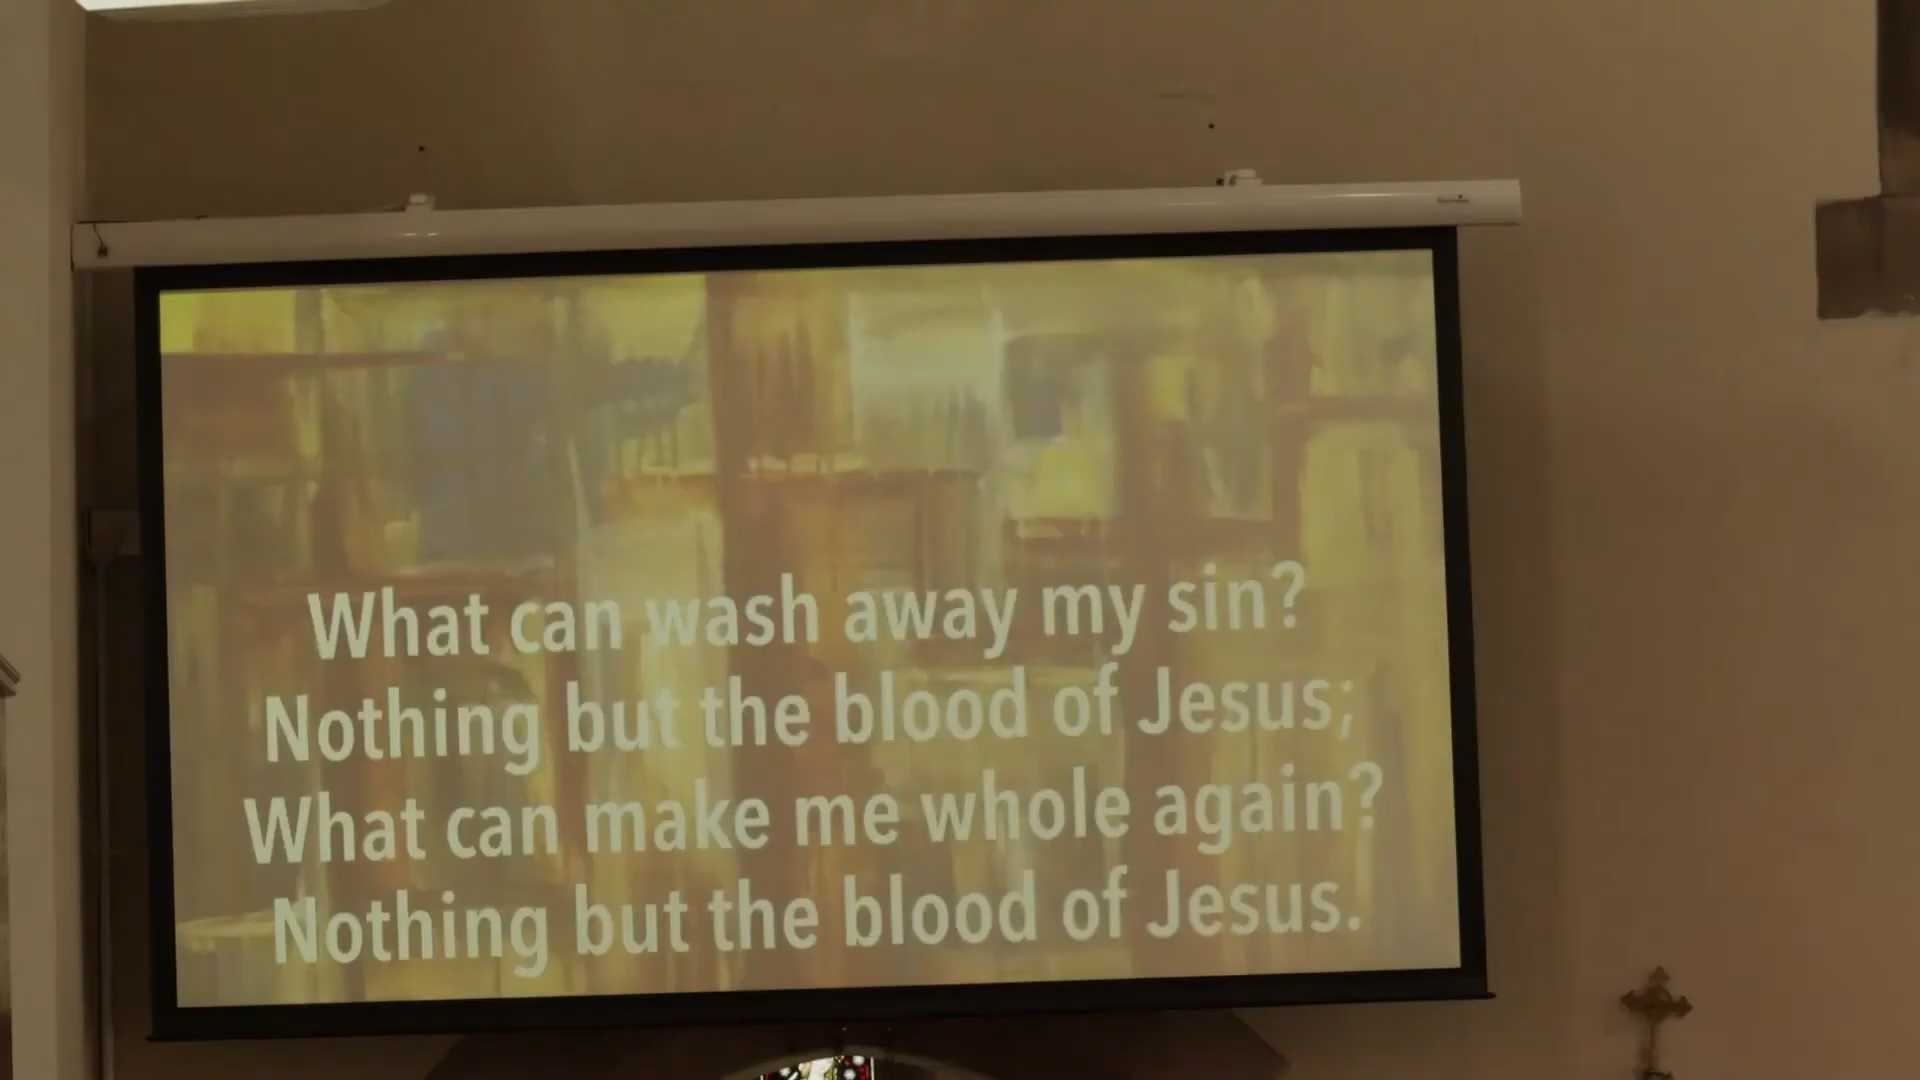 What can wash away my sin?
Nothing but the blood of Jesus;
What can make me whole again?
Nothing but the blood of Jesus.